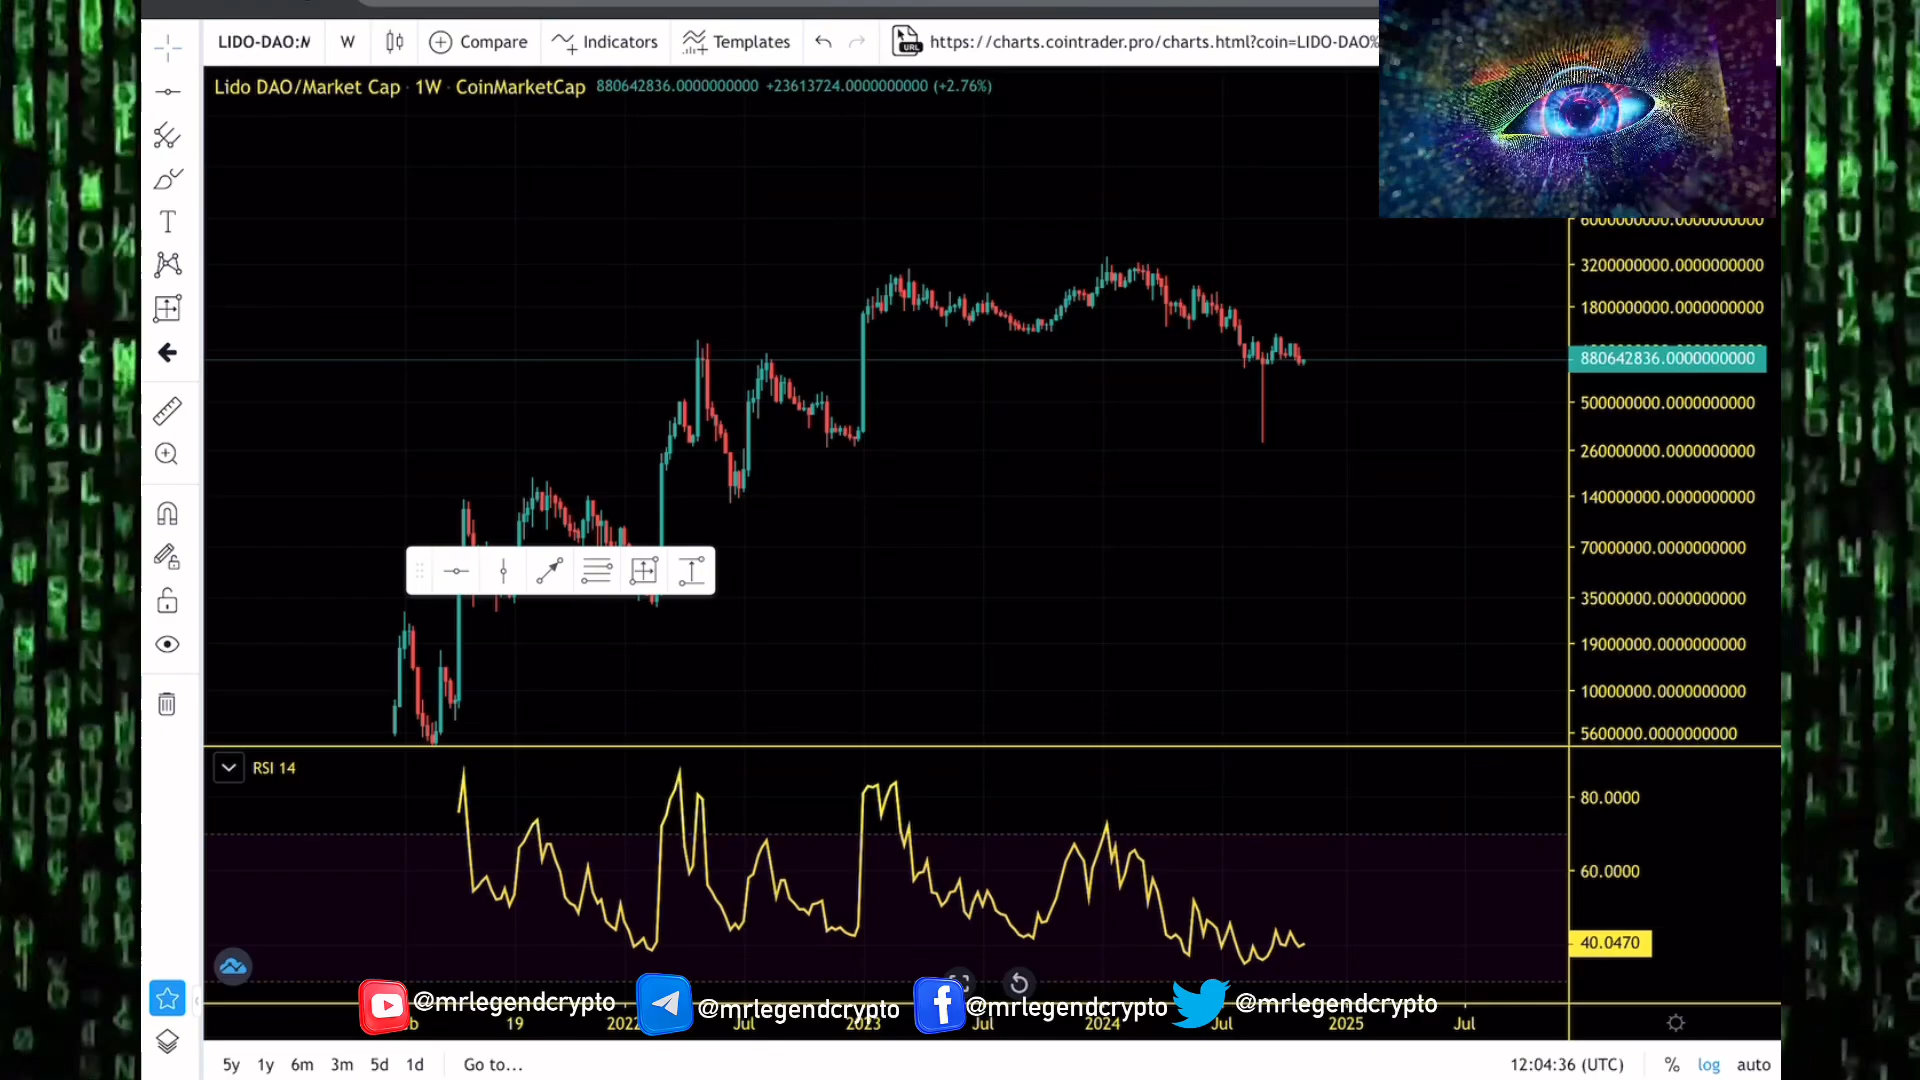 LIDO-DAO:M W Compare Indicators Templates URL https://charts.cointrader.pro/charts.html?coin=LIDO-DAO%
Lido DAO/Market Cap · 1W · CoinMarketCap 880642836.0000000000 +23613724.0000000000 (+2.76%)
T
6000000000.0000000000
3200000000.0000000000
1800000000.0000000000
880642836.0000000000
500000000.0000000000
260000000.0000000000
140000000.0000000000
70000000.0000000000
35000000.0000000000
19000000.0000000000
10000000.0000000000
5600000.0000000000
RSI 14
80.0000
60.0000
40.0470
@mrlegendcrypto @mrlegendcrypto @mrlegendcrypto @mrlegendcrypto
19 2022 Jul 2023 Jul 2024 Jul 2025 Jul
5y 1y 6m 3m 5d 1d Go to... 12:04:36 (UTC) % log auto